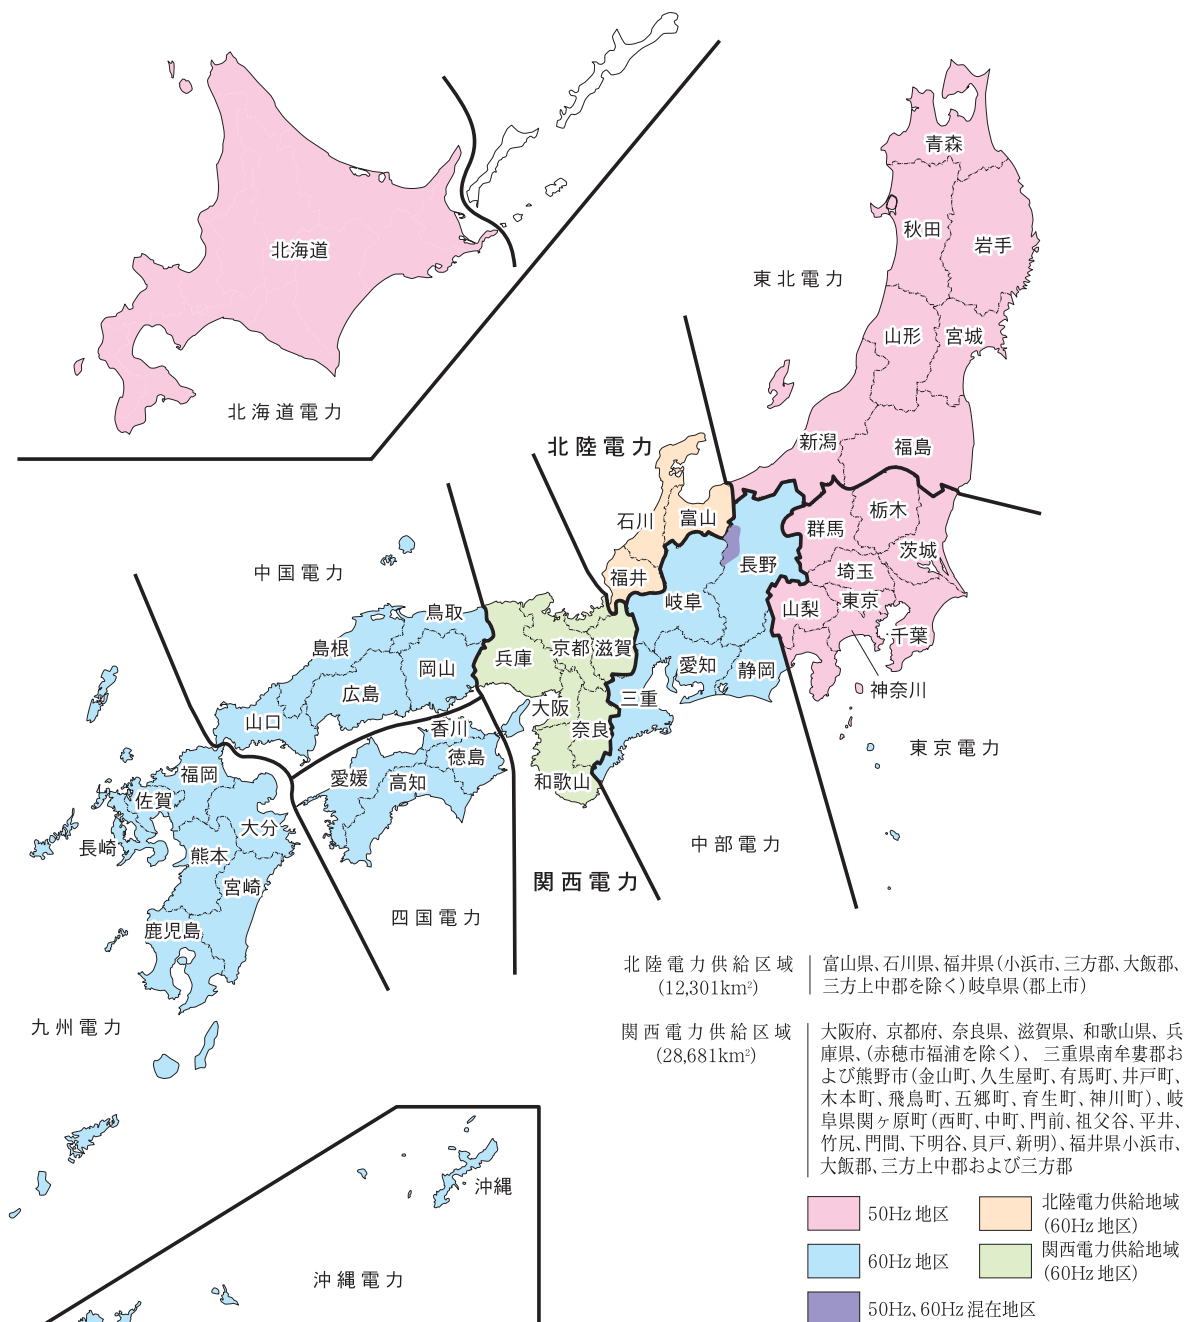 青森
秋田
岩手
北海道
東北電力
山形
宮城
北海道電力
新潟
福島
北陸電力
石川
富山
群馬
栃木
茨城
長野
埼玉
中国電力
福井
岐阜
山梨
東京
千葉
鳥取
島根
兵庫
京都
滋賀
愛知
静岡
岡山
神奈川
広島
三重
大阪
山口
香川
奈良
東京電力
徳島
福岡
愛媛
高知
和歌山
佐賀
大分
長崎
熊本
中部電力
宮崎
関西電力
四国電力
鹿児島
九州電力
北陸電力供給区域
(12,301km²)
富山県、石川県、福井県(小浜市、三方郡、大飯郡、
三方上中郡を除く)岐阜県(郡上市)
関西電力供給区域
(28,681km²)
大阪府、京都府、奈良県、滋賀県、和歌山県、兵
庫県、(赤穂市福浦を除く)、三重県南牟婁郡お
よび熊野市(金山町、久生屋町、有馬町、井戸町、
木本町、飛鳥町、五郷町、育生町、神川町)、岐
阜県関ヶ原町(西町、中町、門前、祖父谷、平井、
竹尻、門間、下明谷、貝戸、新明)、福井県小浜市、
大飯郡、三方上中郡および三方郡
沖縄
沖縄電力
50Hz 地区
北陸電力供給地域
(60Hz 地区)
60Hz 地区
関西電力供給地域
(60Hz 地区)
50Hz、60Hz 混在地区